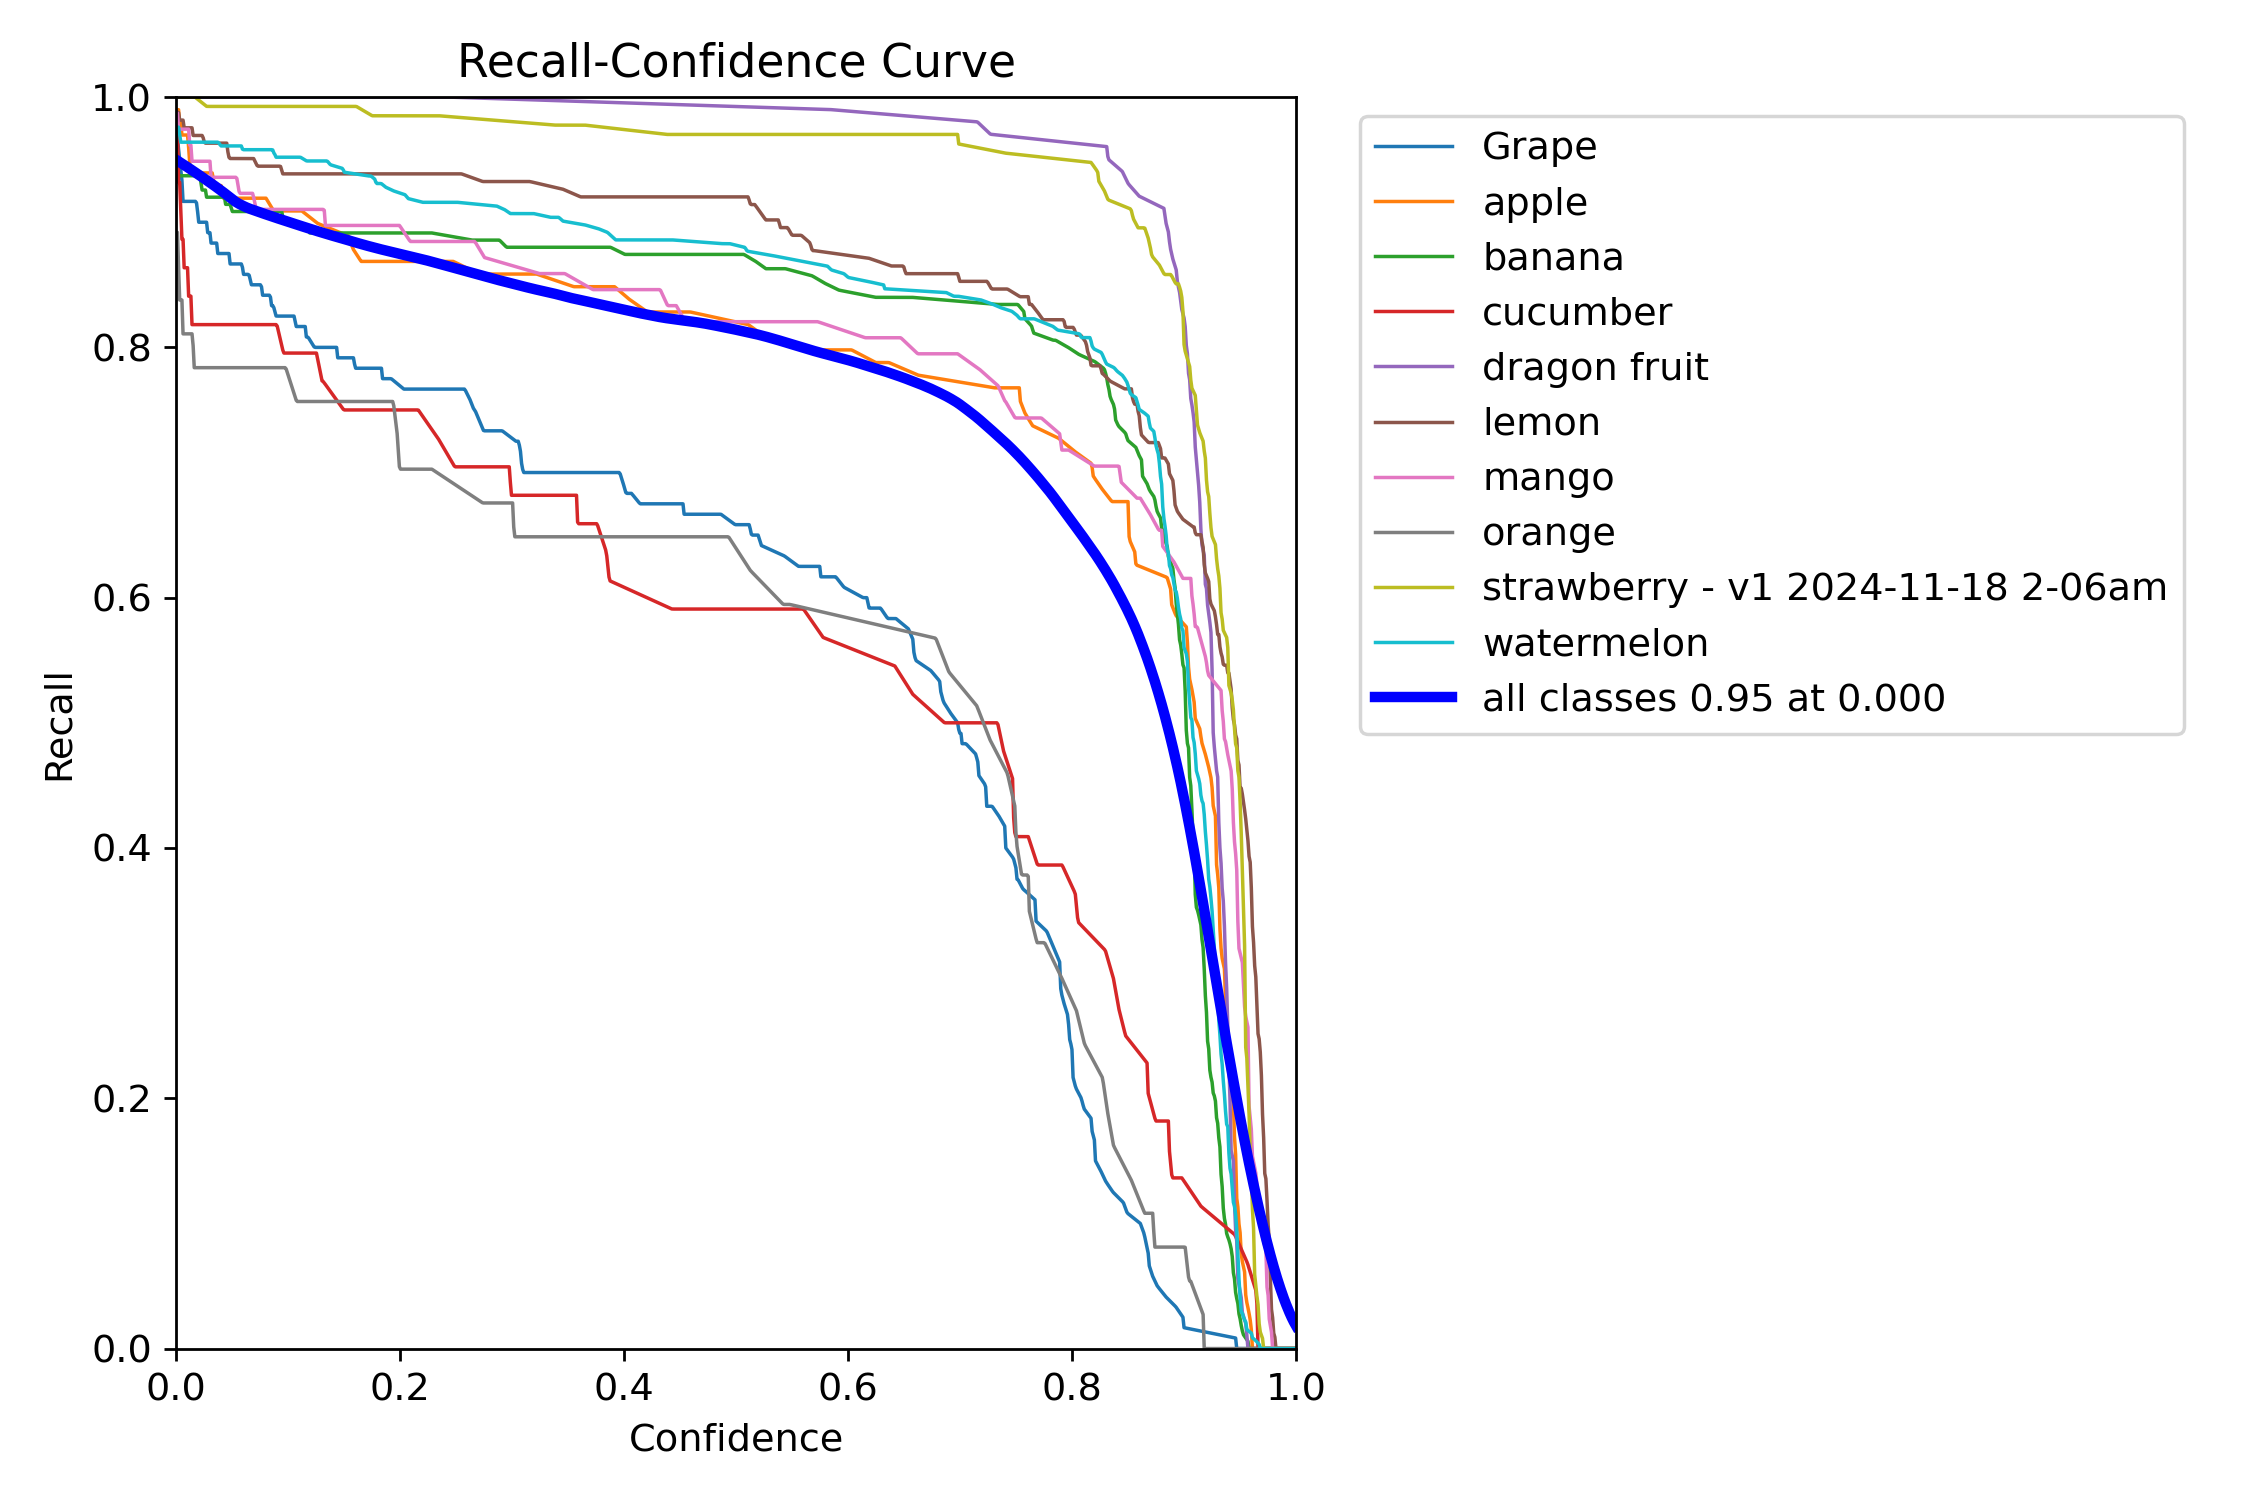 Recall-Confidence Curve
1.0
0.8
0.6
0.4
0.2
0.0
Recall
0.0 0.2 0.4 0.6 0.8 1.0
Confidence
Grape
apple
banana
cucumber
dragon fruit
lemon
mango
orange
strawberry - v1 2024-11-18 2-06am
watermelon
all classes 0.95 at 0.000